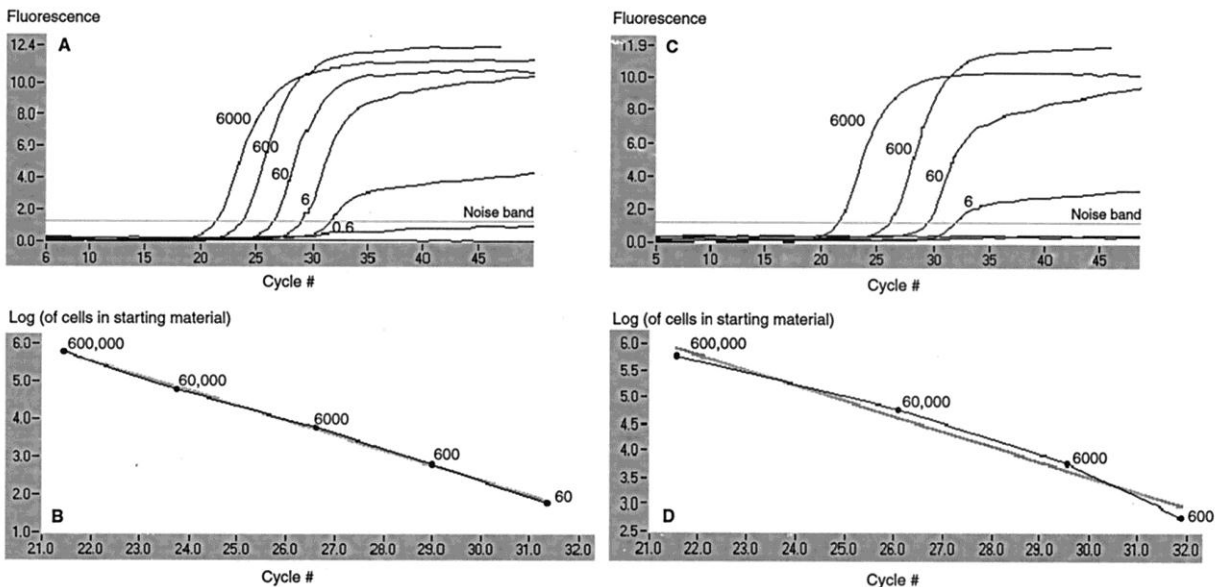 Fluorescence
A
12.4
10.0
8.0
6.0
4.0
2.0
0.0
6000
600
60
6
0.6
Noise band
6 10 15 20 25 30 35 40 45
Cycle #
Fluorescence
C
11.9
10.0
8.0
6.0
4.0
2.0
0.0
6000
600
60
6
Noise band
5 10 15 20 25 30 35 40 45
Cycle #
Log (of cells in starting material)
6.0
5.0
4.0
3.0
2.0
1.0
600,000
60,000
6000
600
60
B
21.0 22.0 23.0 24.0 25.0 26.0 27.0 28.0 29.0 30.0 31.0 32.0
Cycle #
Log (of cells in starting material)
6.0
5.5
5.0
4.5
4.0
3.5
3.0
2.5
600,000
60,000
6000
600
D
21.0 22.0 23.0 24.0 25.0 26.0 27.0 28.0 29.0 30.0 31.0 32.0
Cycle #